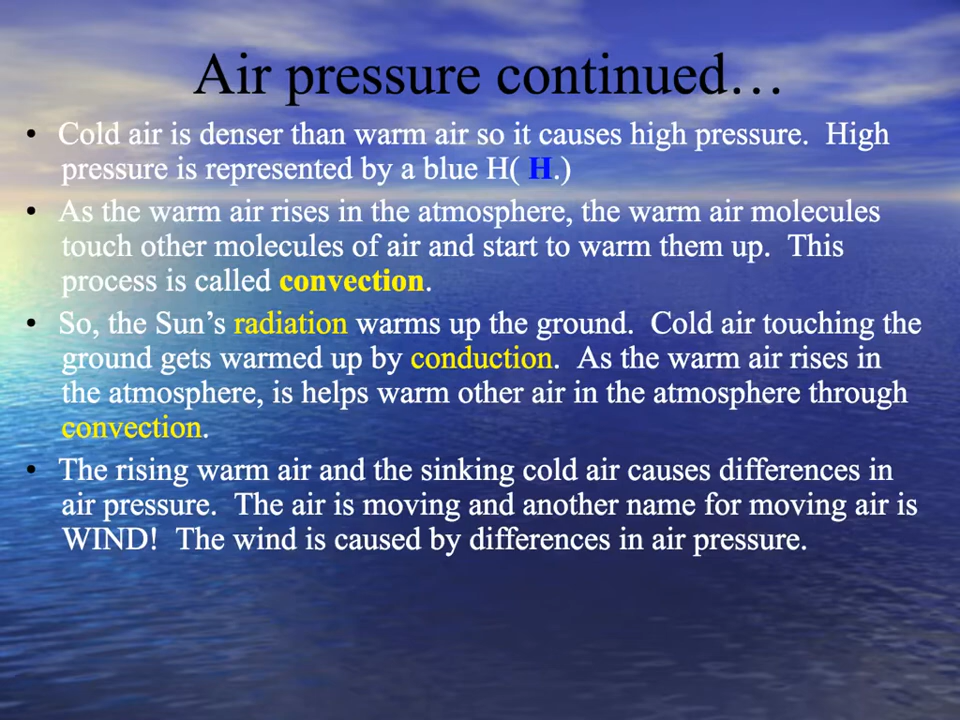 Air pressure continued…
• Cold air is denser than warm air so it causes high pressure.  High
pressure is represented by a blue H( H.)
• As the warm air rises in the atmosphere, the warm air molecules
touch other molecules of air and start to warm them up.  This
process is called convection.
• So, the Sun’s radiation warms up the ground.  Cold air touching the
ground gets warmed up by conduction.  As the warm air rises in
the atmosphere, is helps warm other air in the atmosphere through
convection.
• The rising warm air and the sinking cold air causes differences in
air pressure.  The air is moving and another name for moving air is
WIND!  The wind is caused by differences in air pressure.